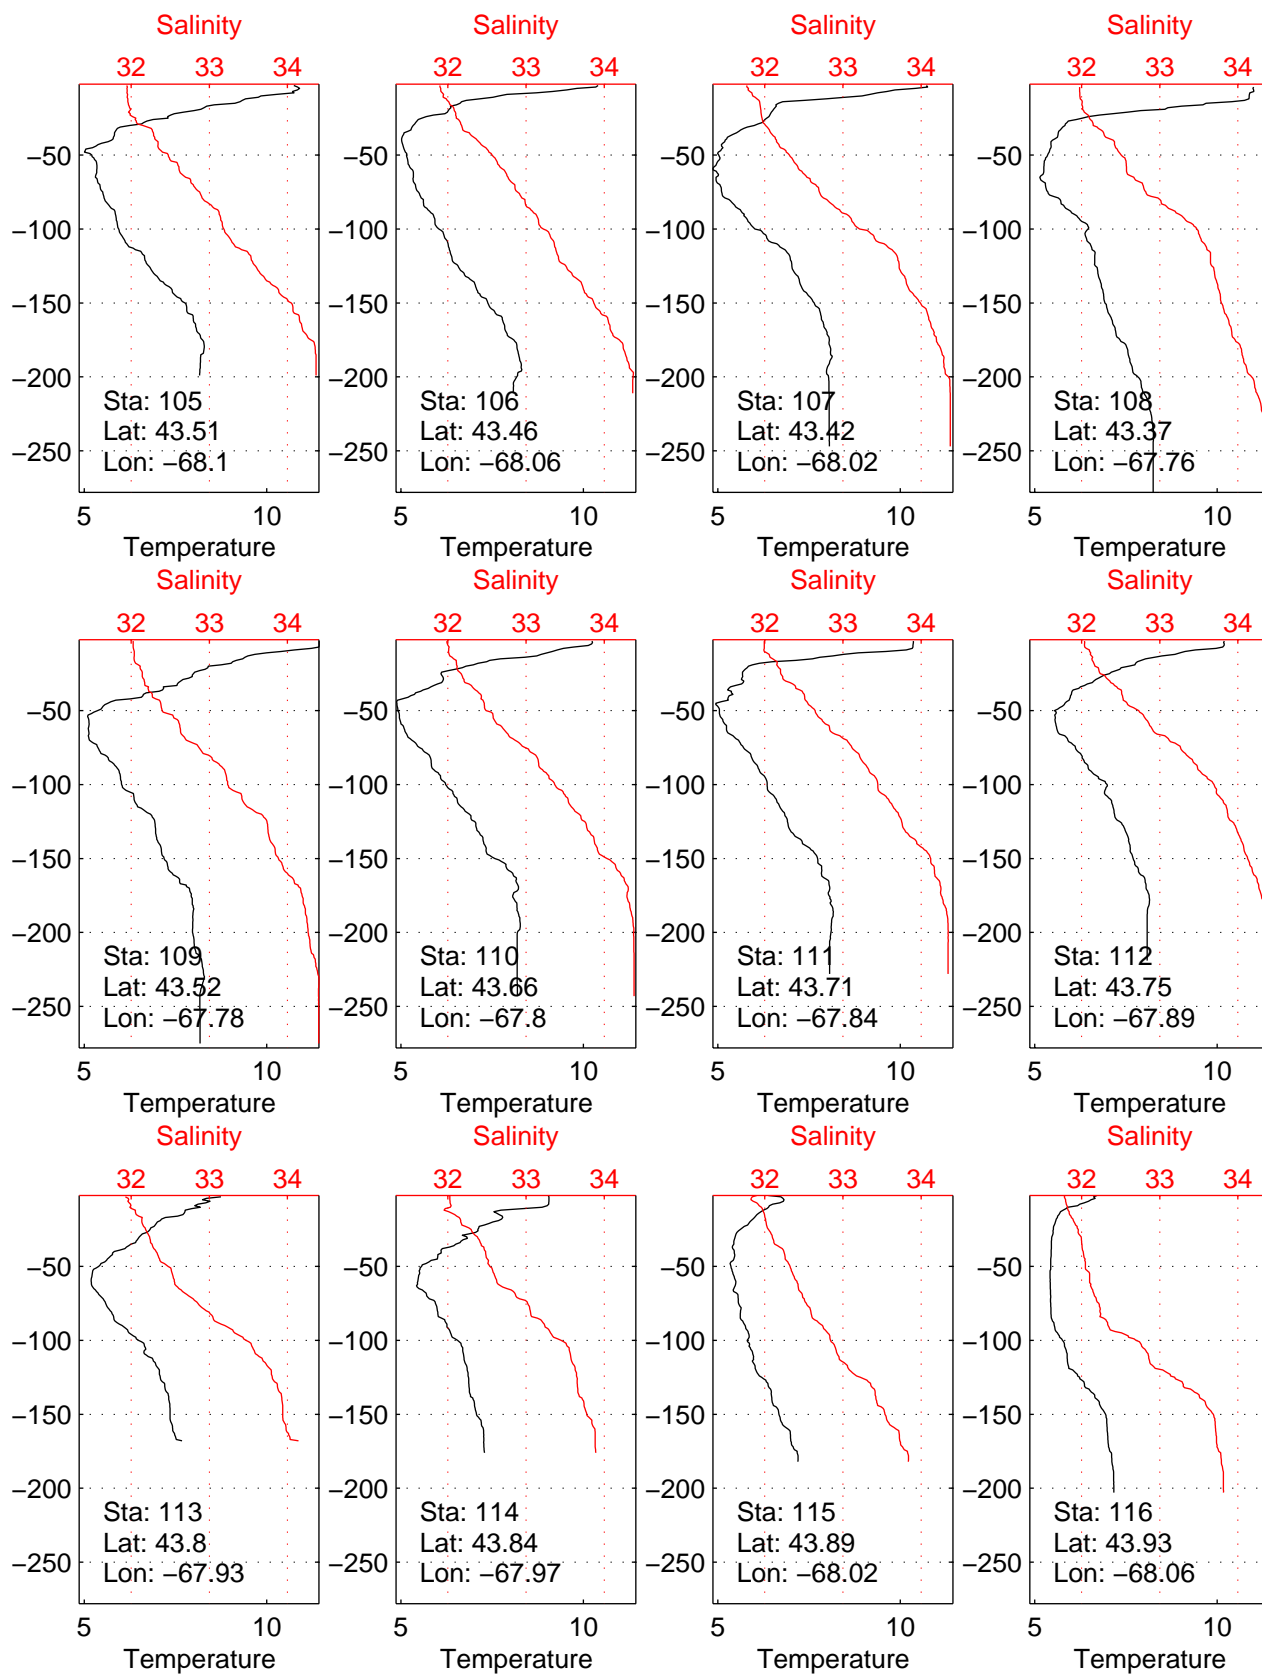 Salinity Salinity Salinity Salinity
32 33 34 32 33 34 32 33 34 32 33 34
−50 −50 −50 −50
−100 −100 −100 −100
−150 −150 −150 −150
−200 −200 −200 −200
Sta: 105 Sta: 106 Sta: 107 Sta: 108
Lat: 43.51 Lat: 43.46 Lat: 43.42 Lat: 43.37
−250 −250 −250 −250
Lon: −68.1 Lon: −68.06 Lon: −68.02 Lon: −67.76
5 10 5 10 5 10 5 10
Temperature Temperature Temperature Temperature
Salinity Salinity Salinity Salinity
32 33 34 32 33 34 32 33 34 32 33 34
−50 −50 −50 −50
−100 −100 −100 −100
−150 −150 −150 −150
−200 −200 −200 −200
Sta: 109 Sta: 110 Sta: 111 Sta: 112
Lat: 43.52 Lat: 43.66 Lat: 43.71 Lat: 43.75
−250 −250 −250 −250
Lon: −67.78 Lon: −67.8 Lon: −67.84 Lon: −67.89
5 10 5 10 5 10 5 10
Temperature Temperature Temperature Temperature
Salinity Salinity Salinity Salinity
32 33 34 32 33 34 32 33 34 32 33 34
−50 −50 −50 −50
−100 −100 −100 −100
−150 −150 −150 −150
−200 −200 −200 −200
Sta: 113 Sta: 114 Sta: 115 Sta: 116
Lat: 43.8 Lat: 43.84 Lat: 43.89 Lat: 43.93
−250 −250 −250 −250
Lon: −67.93 Lon: −67.97 Lon: −68.02 Lon: −68.06
5 10 5 10 5 10 5 10
Temperature Temperature Temperature Temperature